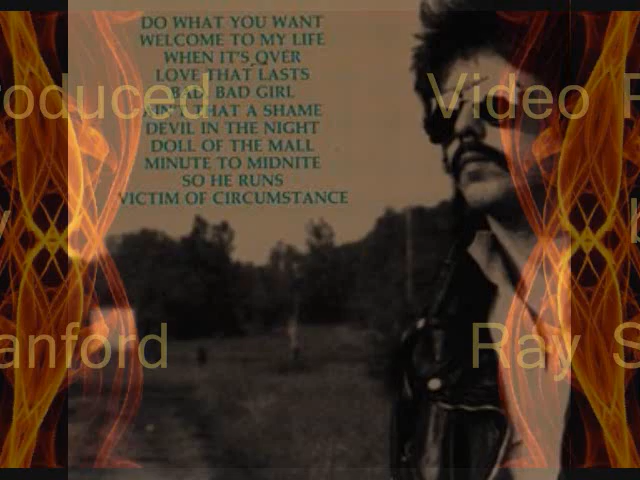 DO WHAT YOU WANT
WELCOME TO MY LIFE
WHEN IT'S OVER
LOVE THAT LASTS
BAD, BAD GIRL
AIN'T THAT A SHAME
DEVIL IN THE NIGHT
DOLL OF THE MALL
MINUTE TO MIDNITE
SO HE RUNS
VICTIM OF CIRCUMSTANCE
roduced
Video
y
b
anford
Ray S